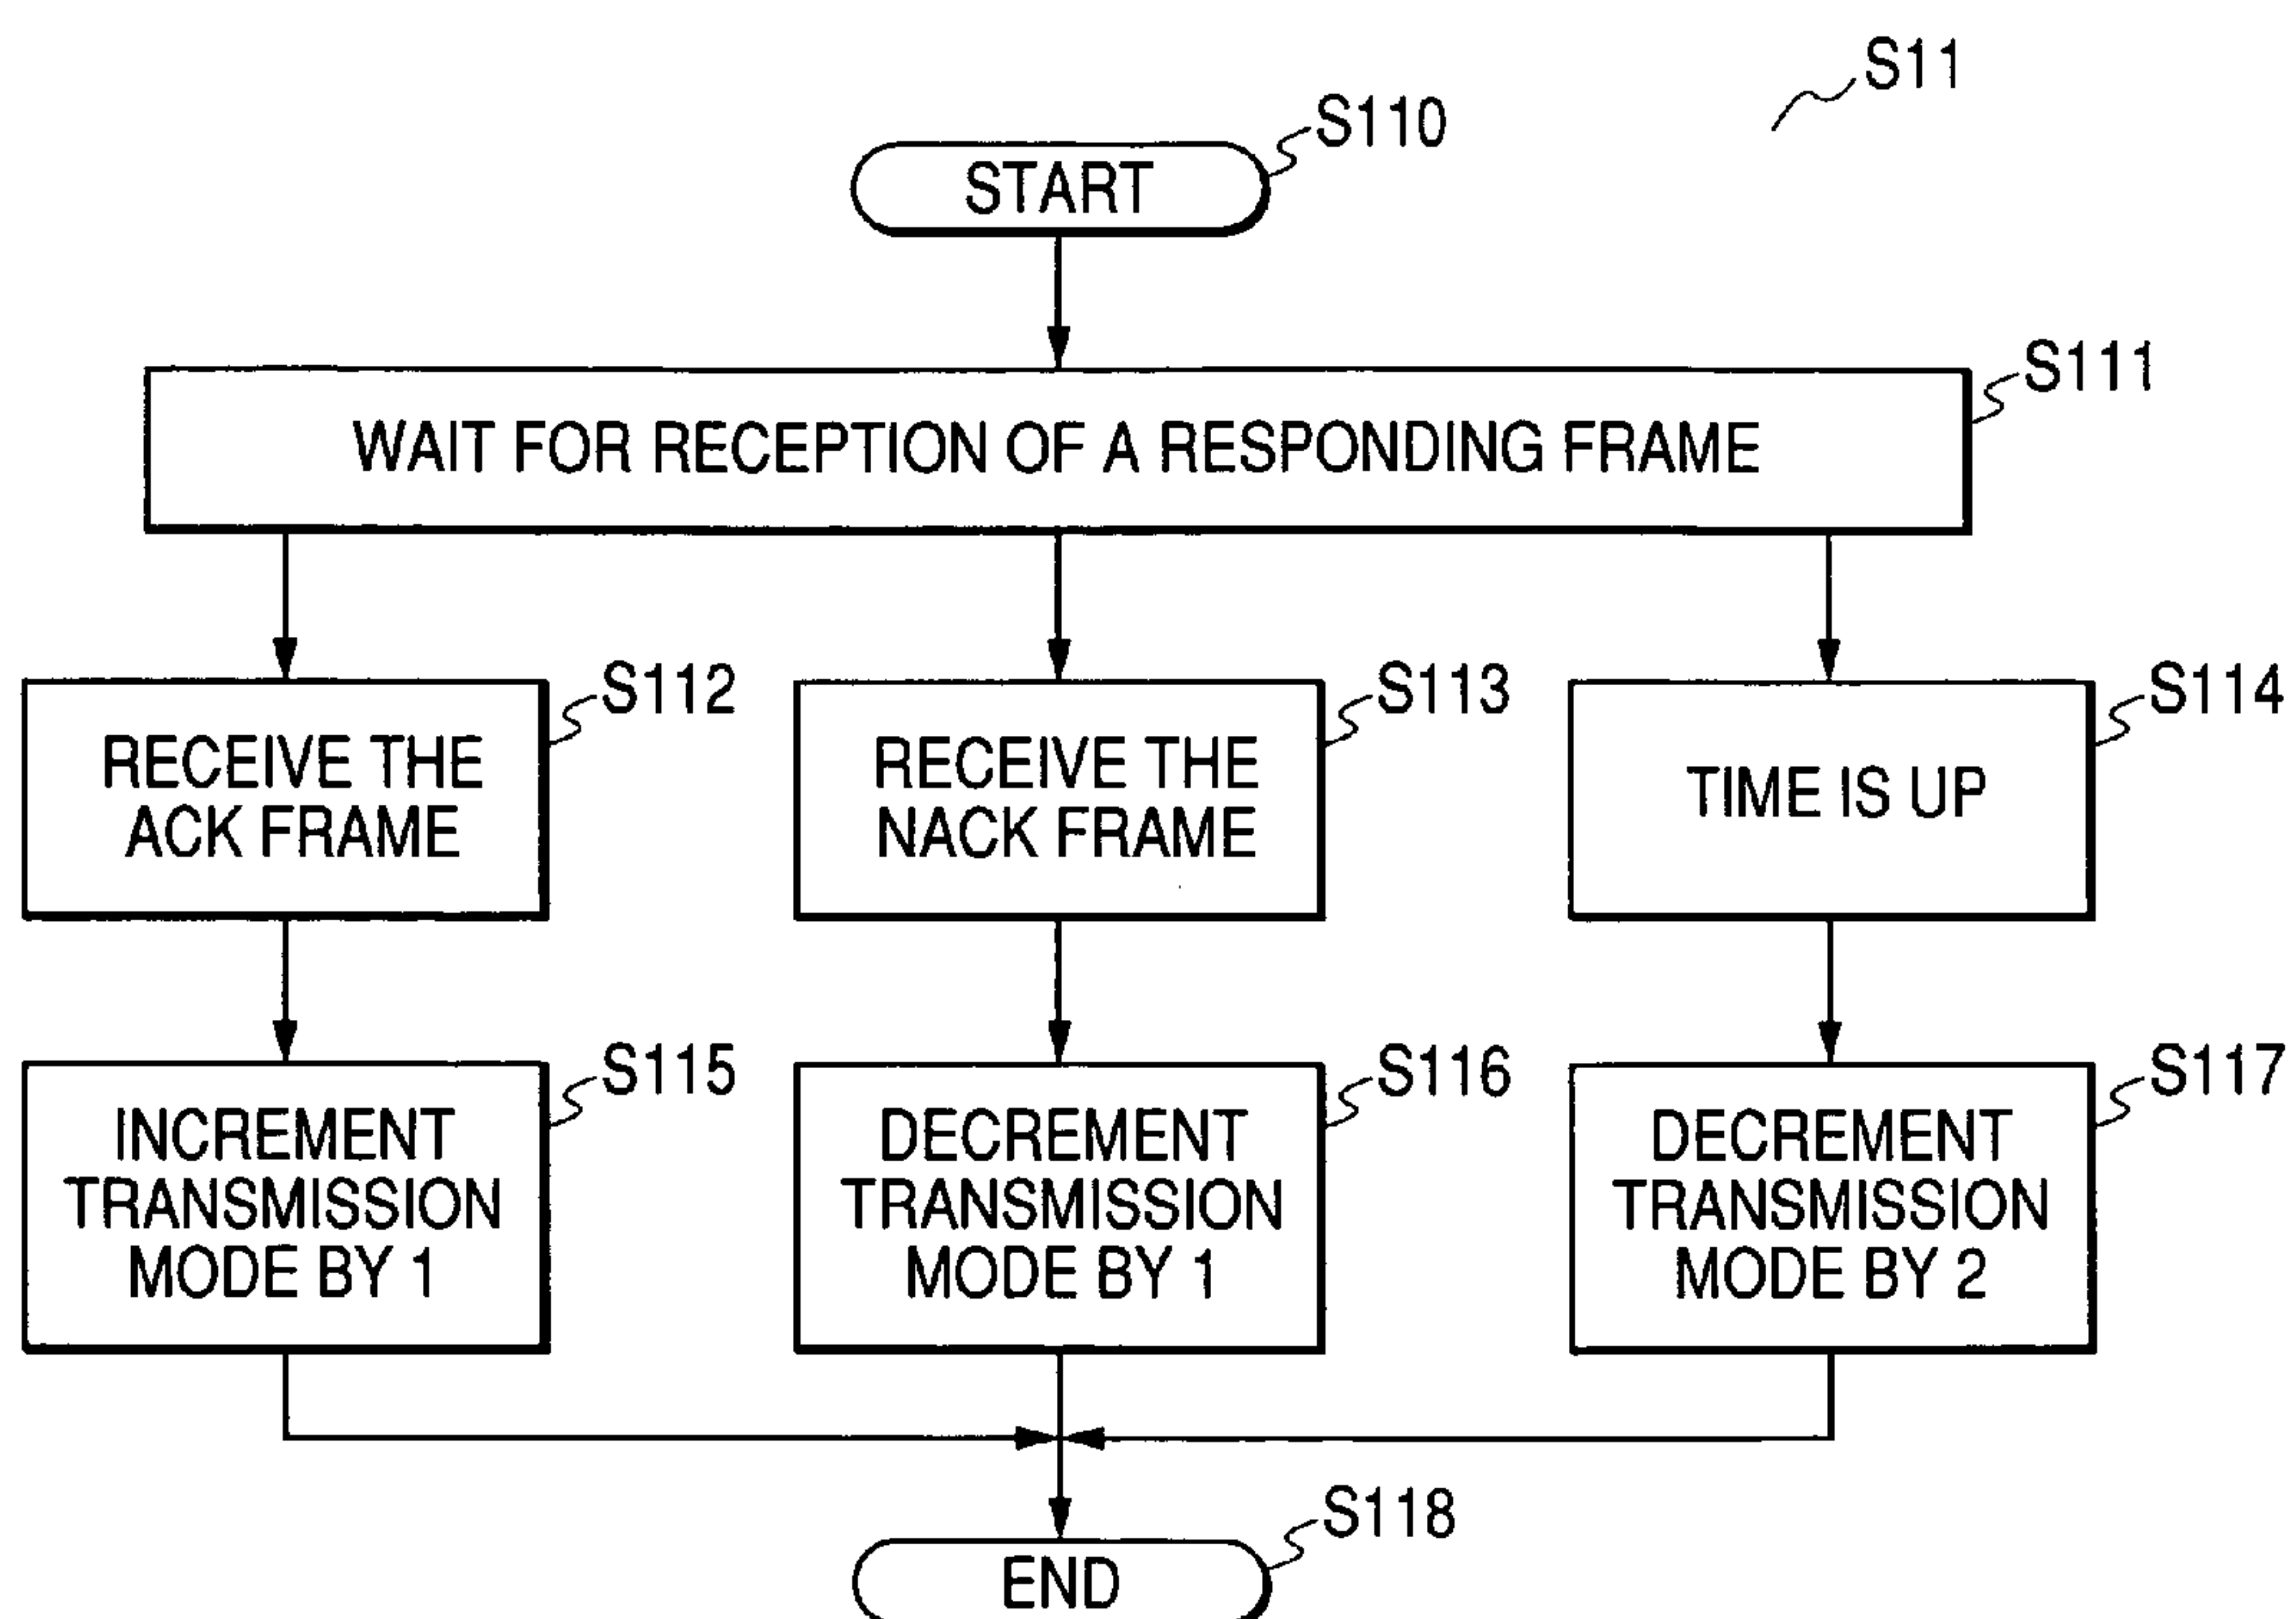 S11
S110
START
S111
WAIT FOR RECEPTION OF A RESPONDING FRAME
S112
RECEIVE THE
ACK FRAME
S113
RECEIVE THE
NACK FRAME
S114
TIME IS UP
S115
INCREMENT
TRANSMISSION
MODE BY 1
S116
DECREMENT
TRANSMISSION
MODE BY 1
S117
DECREMENT
TRANSMISSION
MODE BY 2
S118
END